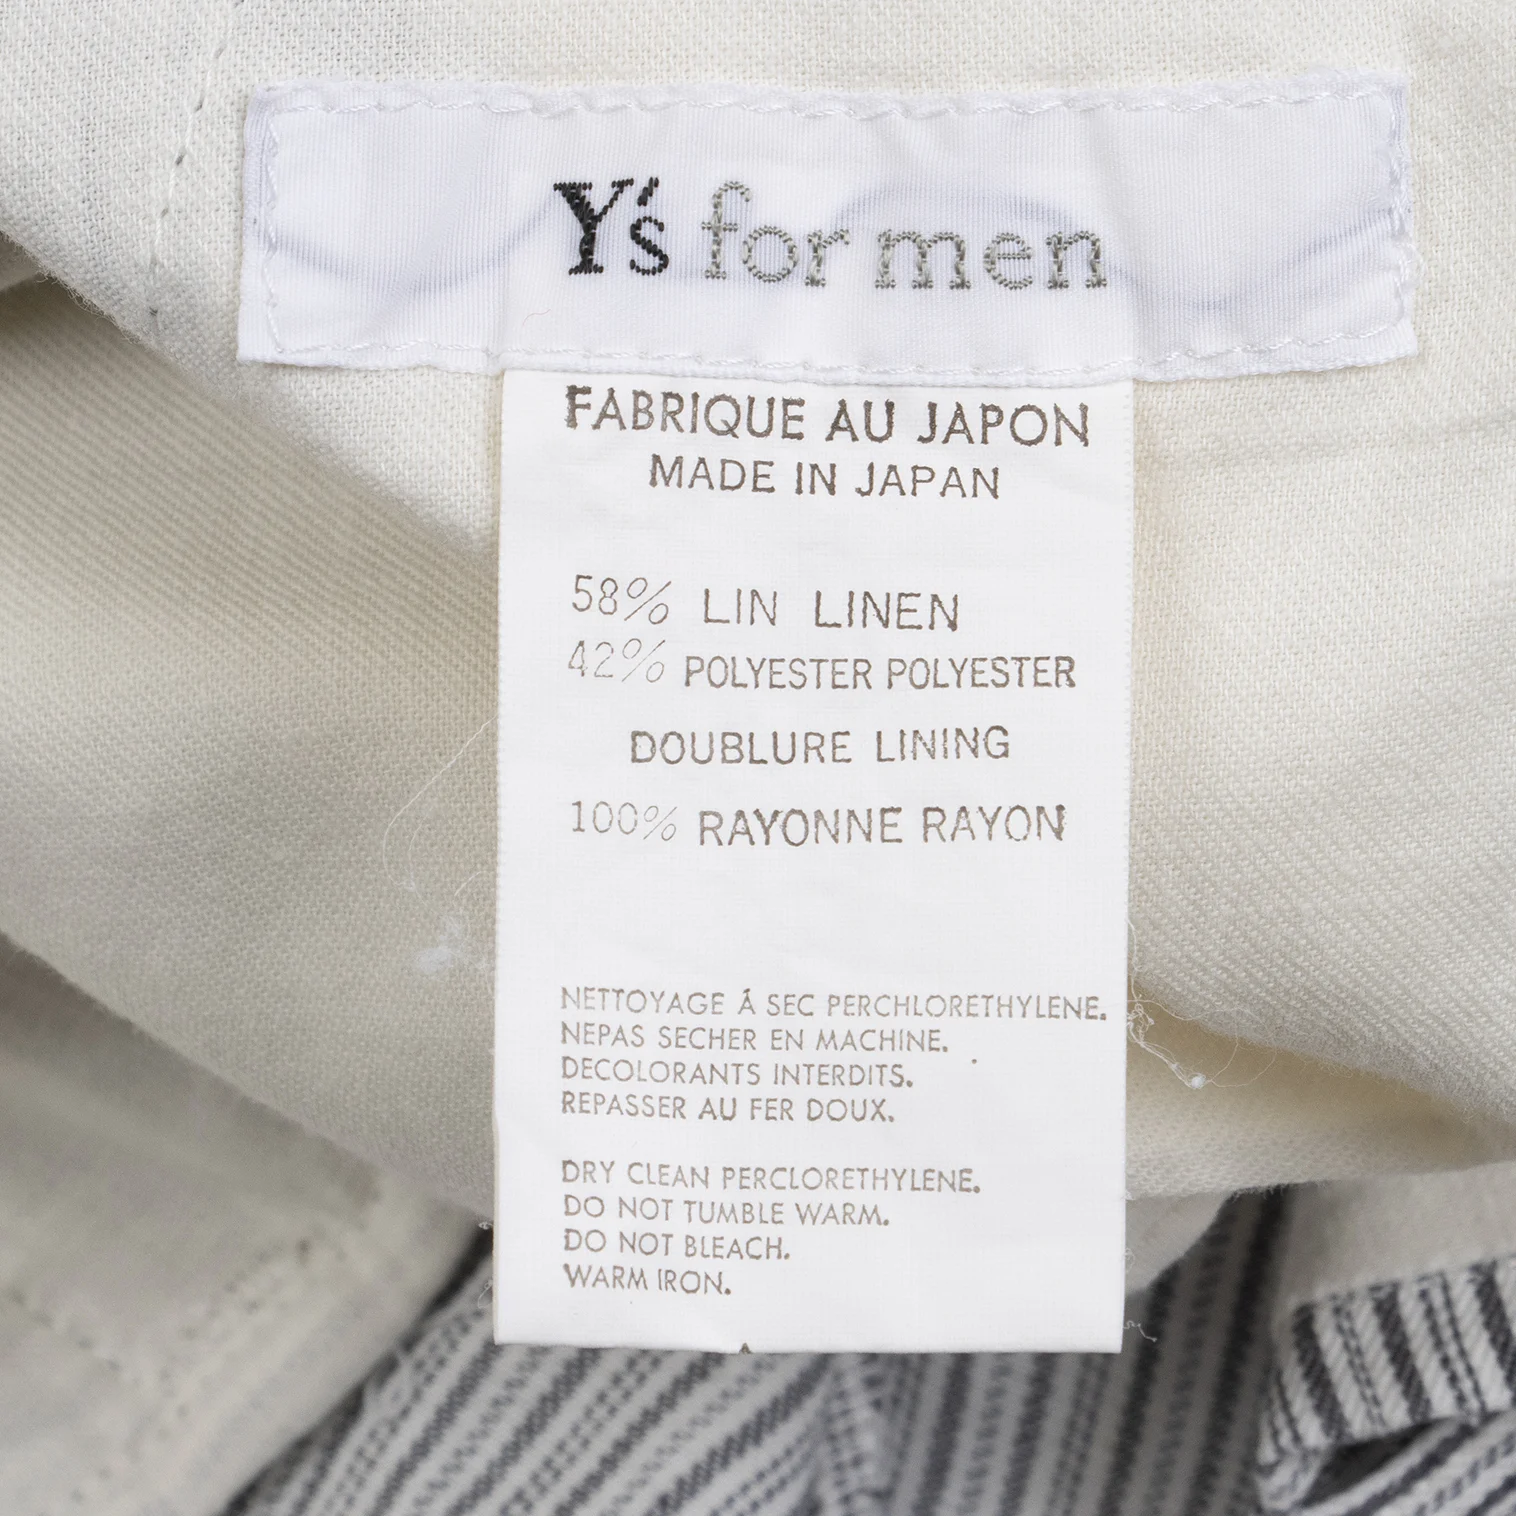 Y's for men
FABRIQUE AU JAPON
MADE IN JAPAN
58% LIN LINEN
42% POLYESTER POLYESTER
DOUBLURE LINING
100% RAYONNE RAYON
NETTOYAGE Á SEC PERCHLORETHYLENE.
NEPAS SECHER EN MACHINE.
DECOLORANTS INTERDITS.
REPASSER AU FER DOUX.
DRY CLEAN PERCLORETHYLENE.
DO NOT TUMBLE WARM.
DO NOT BLEACH.
WARM IRON.